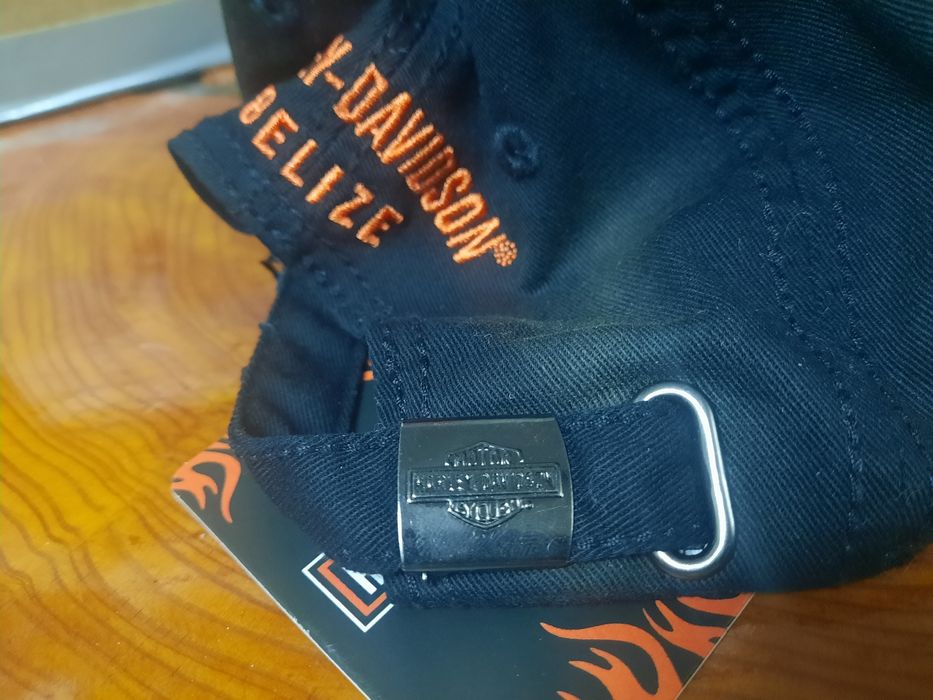 Y-DAVIDSON®
BELIZE
MOTOR
HARLEY-DAVIDSON
CYCLES